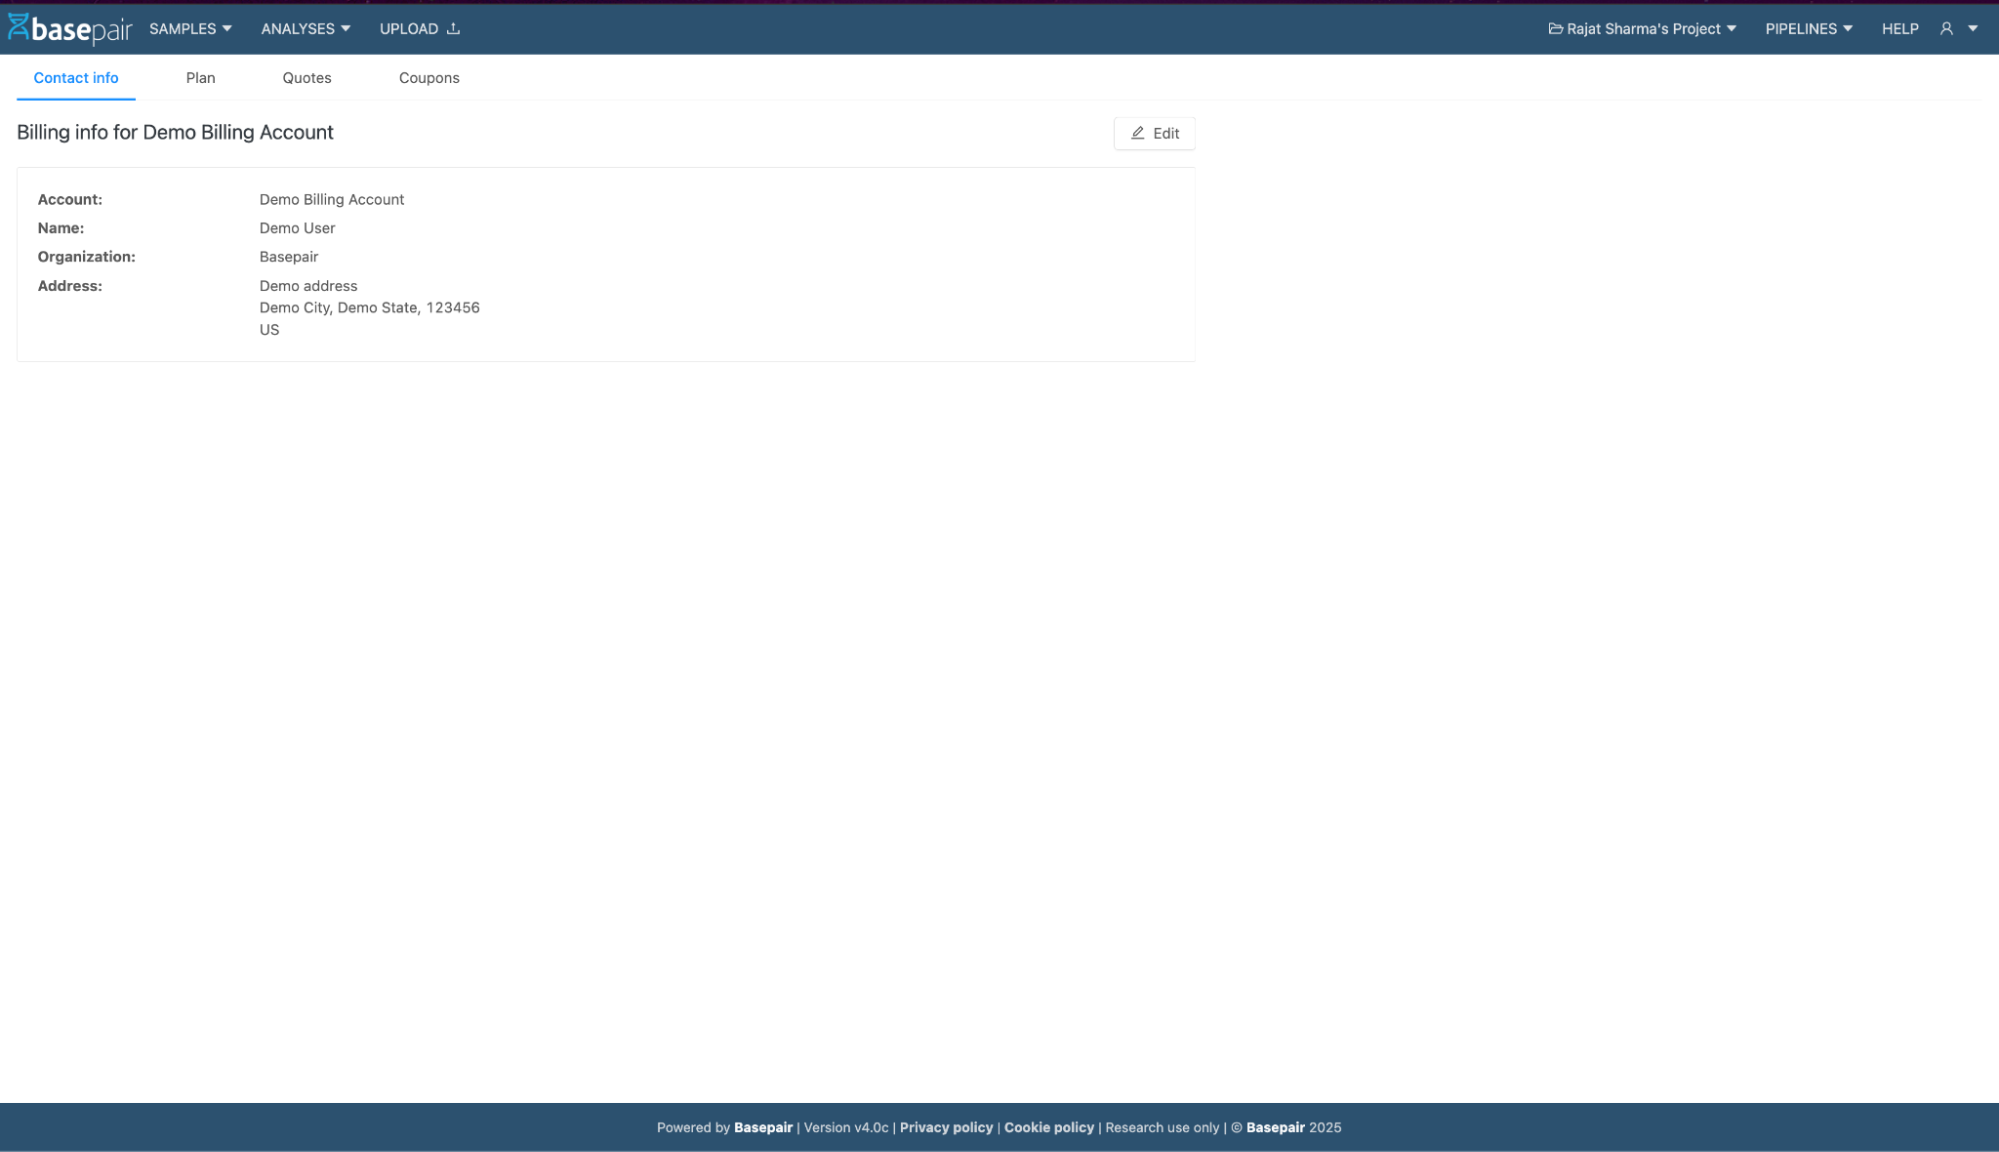 basepair SAMPLES ANALYSES UPLOAD Rajat Sharma's Project PIPELINES HELP
Contact info Plan Quotes Coupons
Billing info for Demo Billing Account Edit
Account: Demo Billing Account
Name: Demo User
Organization: Basepair
Address: Demo address
Demo City, Demo State, 123456
US
Powered by Basepair | Version v4.0c | Privacy policy | Cookie policy | Research use only | © Basepair 2025